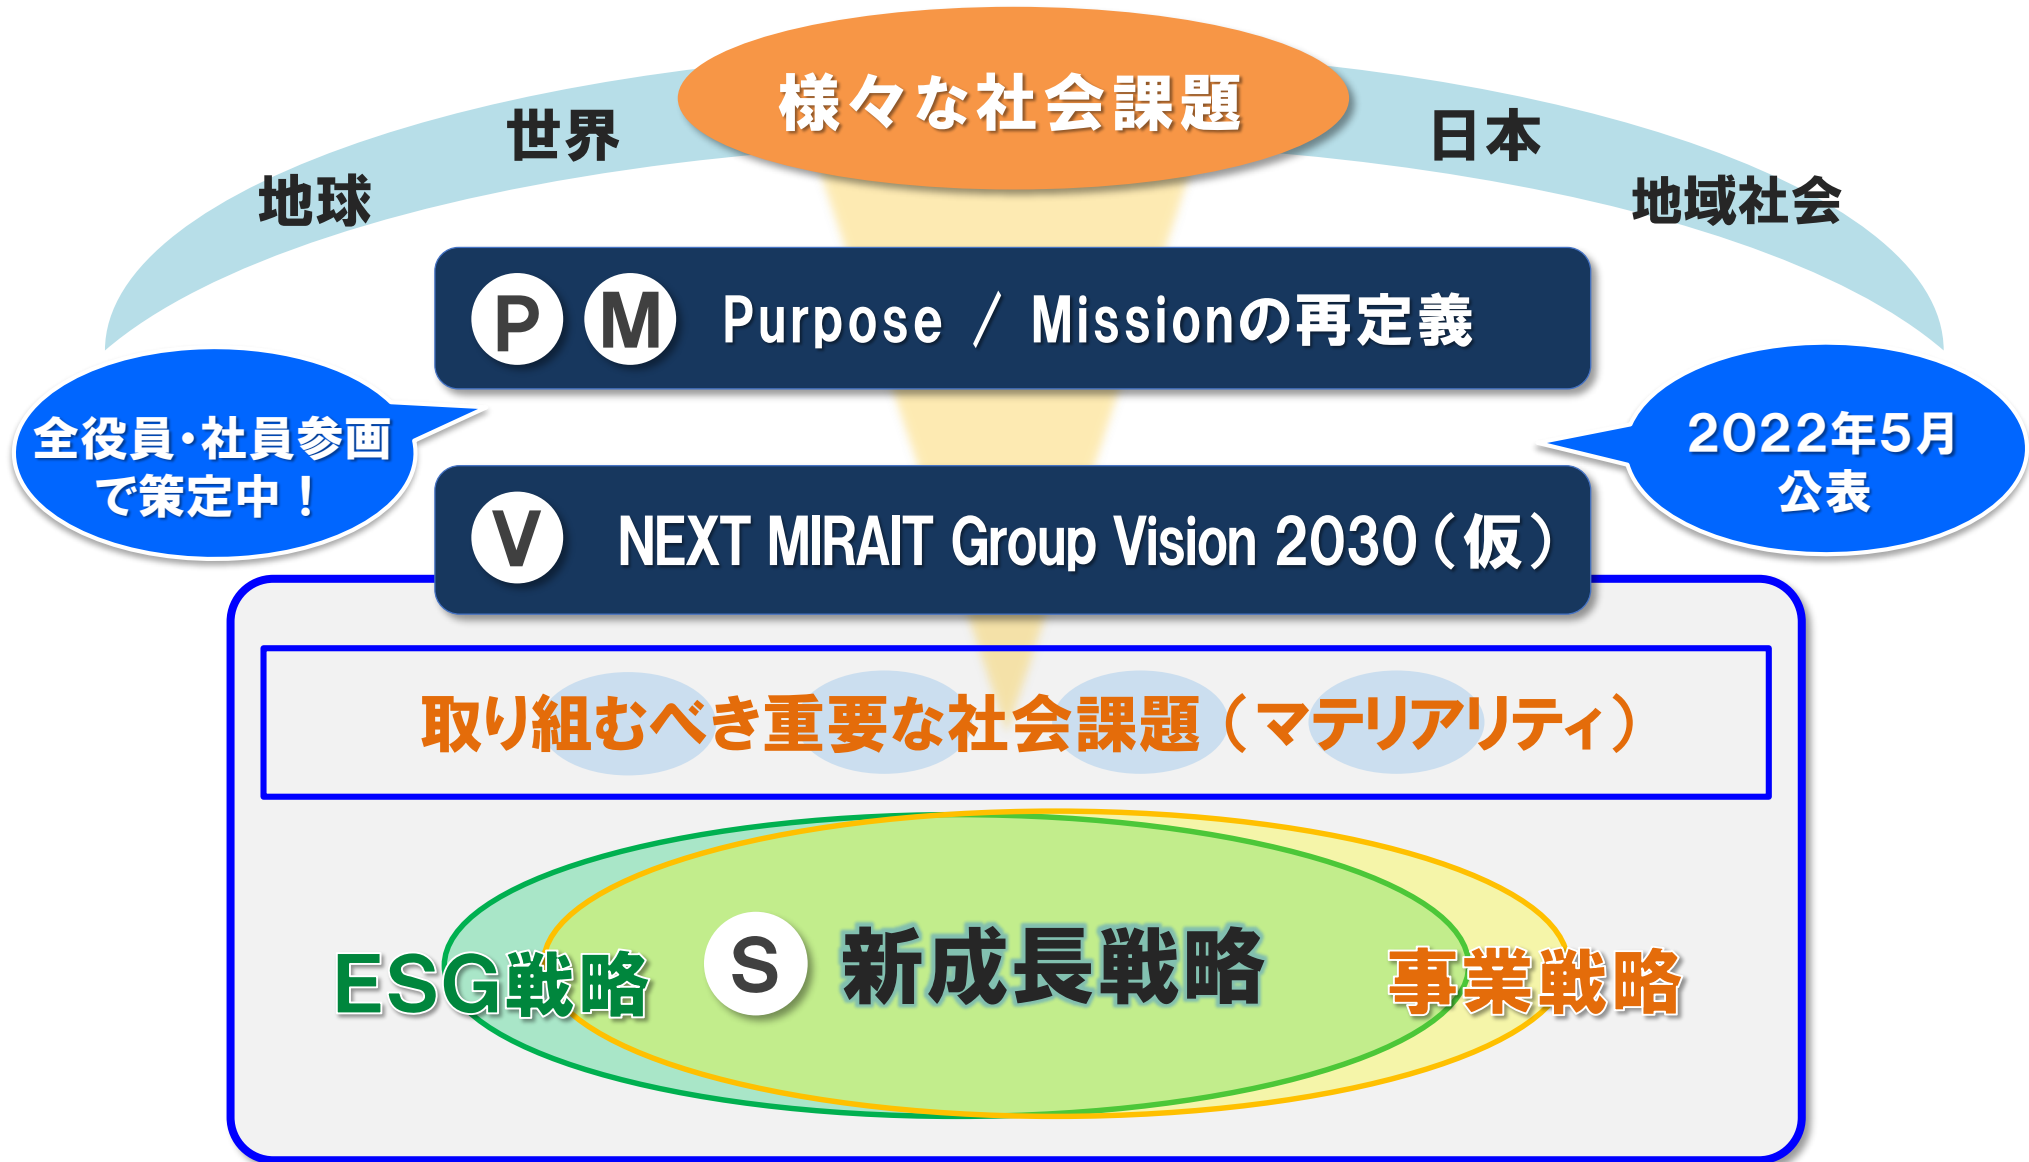 様々な社会課題
世界
日本
地球
地域社会
P M Purpose / Missionの再定義
全役員・社員参画
で策定中！
2022年5月
公表
V NEXT MIRAIT Group Vision 2030（仮）
取り組むべき重要な社会課題（マテリアリティ）
ESG戦略
S 新成長戦略
事業戦略